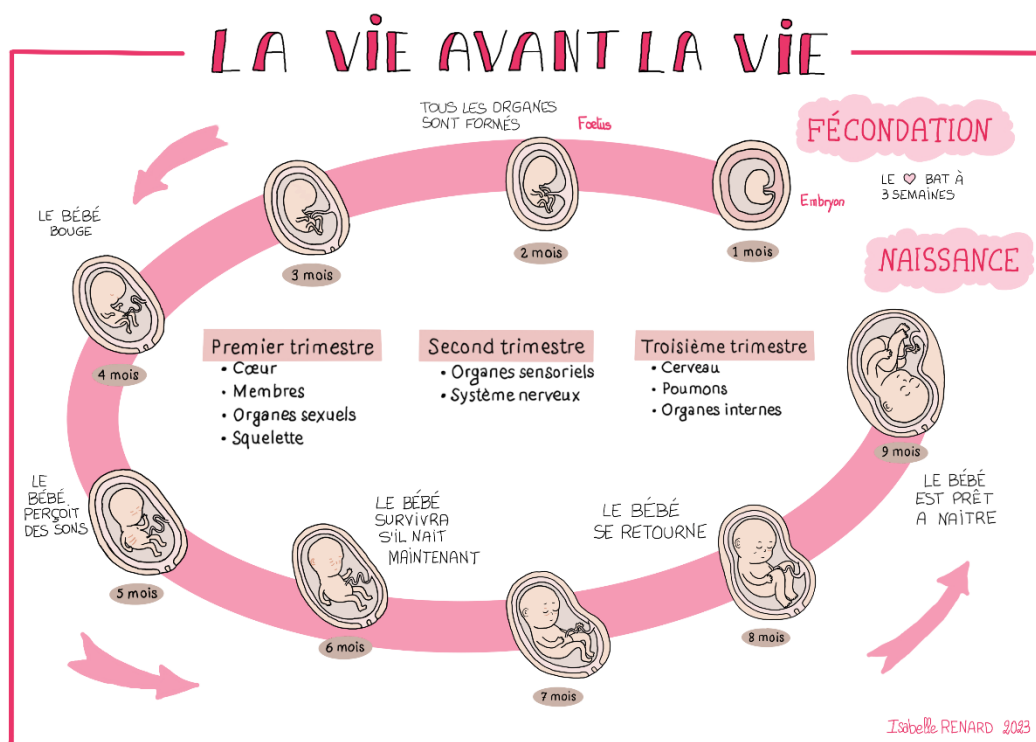 LA VIE AVANT LA VIE
FÉCONDATION
LE ♡ BAT À
3 SEMAINES
Embryon
1 mois
TOUS LES ORGANES
SONT FORMÉS
Fœtus
2 mois
3 mois
LE BÉBÉ
BOUGE
4 mois
LE
BÉBÉ
PERÇOIT
DES SONS
5 mois
LE BÉBÉ
SURVIVRA
S'IL NAIT
MAINTENANT
6 mois
7 mois
LE BÉBÉ
SE RETOURNE
8 mois
NAISSANCE
9 mois
LE BÉBÉ
EST PRÊT
A NAITRE
Premier trimestre
• Cœur
• Membres
• Organes sexuels
• Squelette
Second trimestre
• Organes sensoriels
• Système nerveux
Troisième trimestre
• Cerveau
• Poumons
• Organes internes
Isabelle RENARD 2023